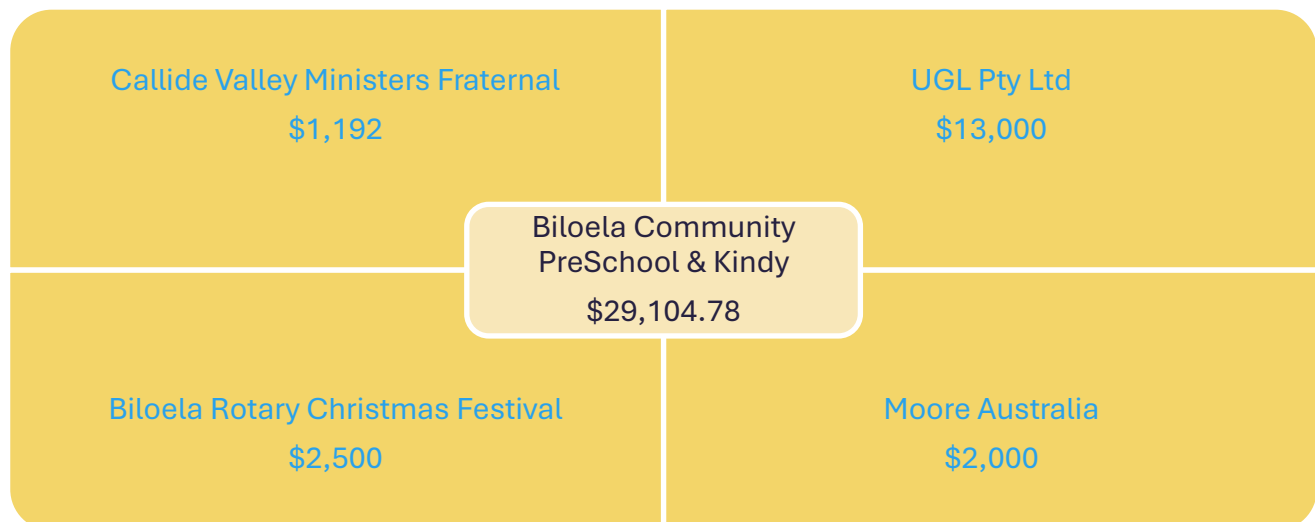 Callide Valley Ministers Fraternal
$1,192
UGL Pty Ltd
$13,000
Biloela Community
PreSchool & Kindy
$29,104.78
Biloela Rotary Christmas Festival
$2,500
Moore Australia
$2,000